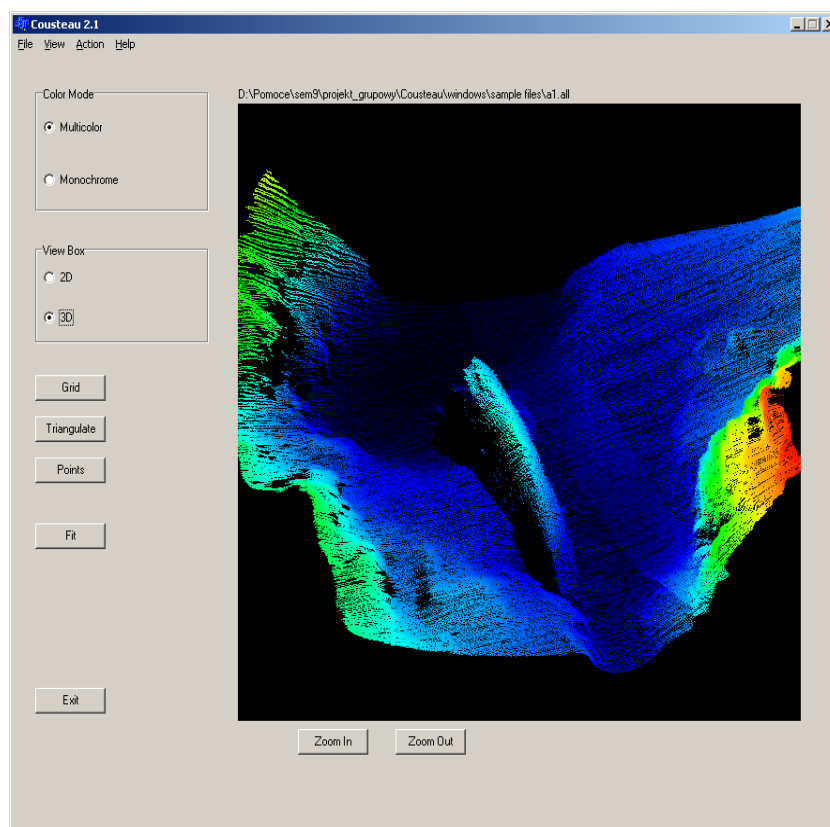 Cousteau 2.1
File View Action Help
Color Mode
D:\Pomoce\sem9\projekt_grupowy\Cousteau\windows\sample files\a1.all
Multicolor
Monochrome
View Box
2D
3D
Grid
Triangulate
Points
Fit
Exit
Zoom In Zoom Out